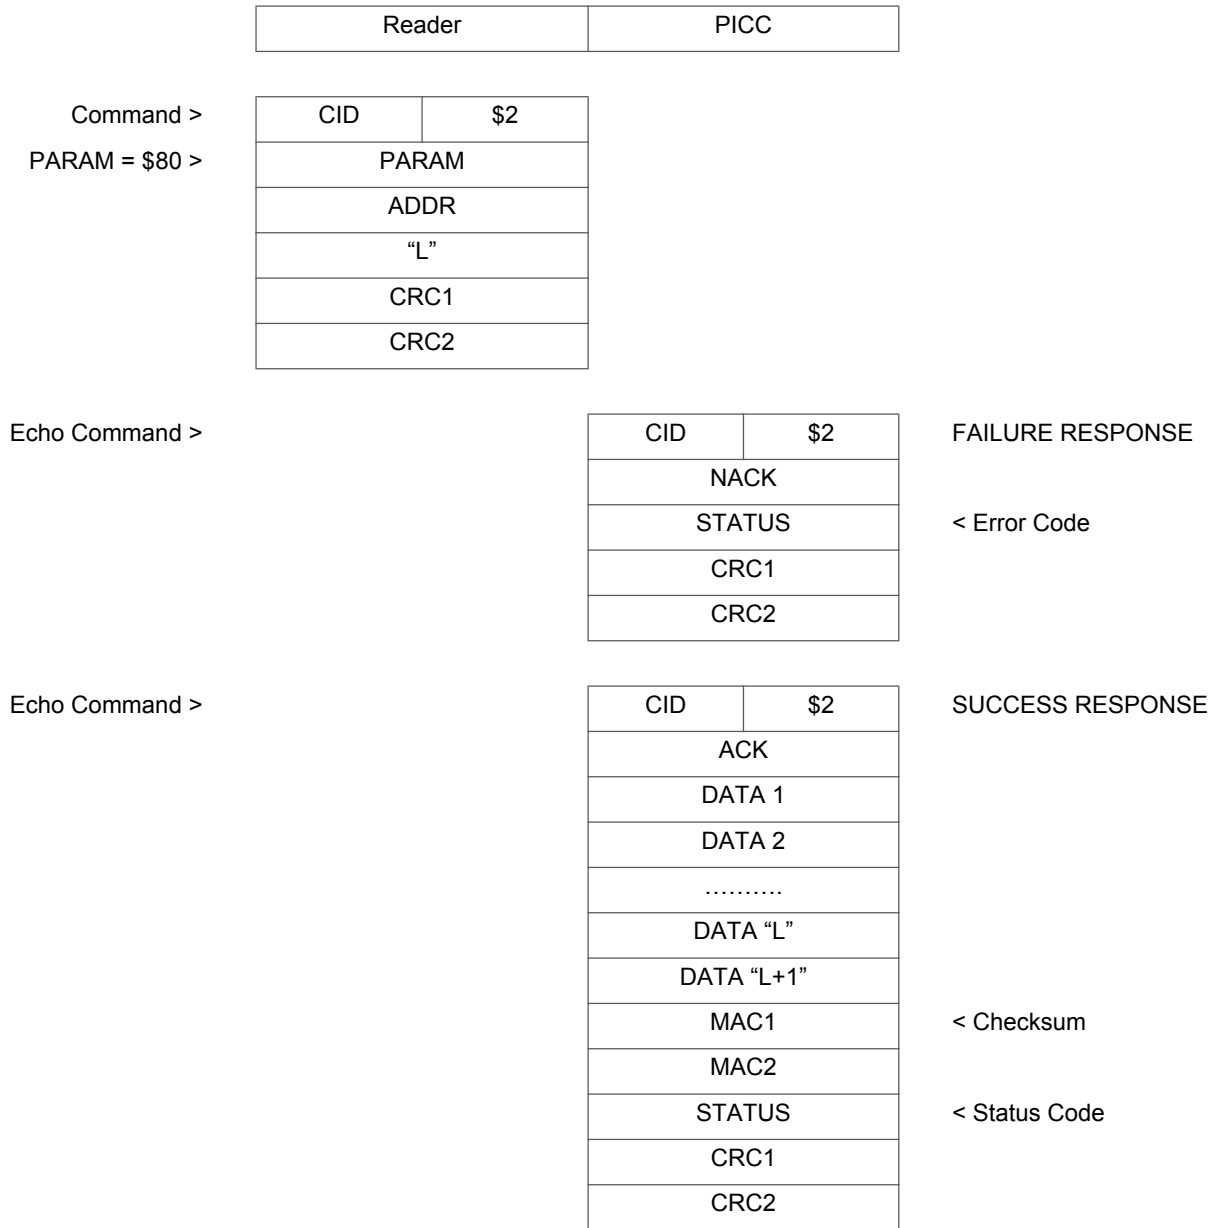 Reader PICC
Command > CID $2
PARAM = $80 > PARAM
ADDR
“L”
CRC1
CRC2
Echo Command > CID $2 FAILURE RESPONSE
NACK
STATUS < Error Code
CRC1
CRC2
Echo Command > CID $2 SUCCESS RESPONSE
ACK
DATA 1
DATA 2
……….
DATA “L”
DATA “L+1”
MAC1 < Checksum
MAC2
STATUS < Status Code
CRC1
CRC2